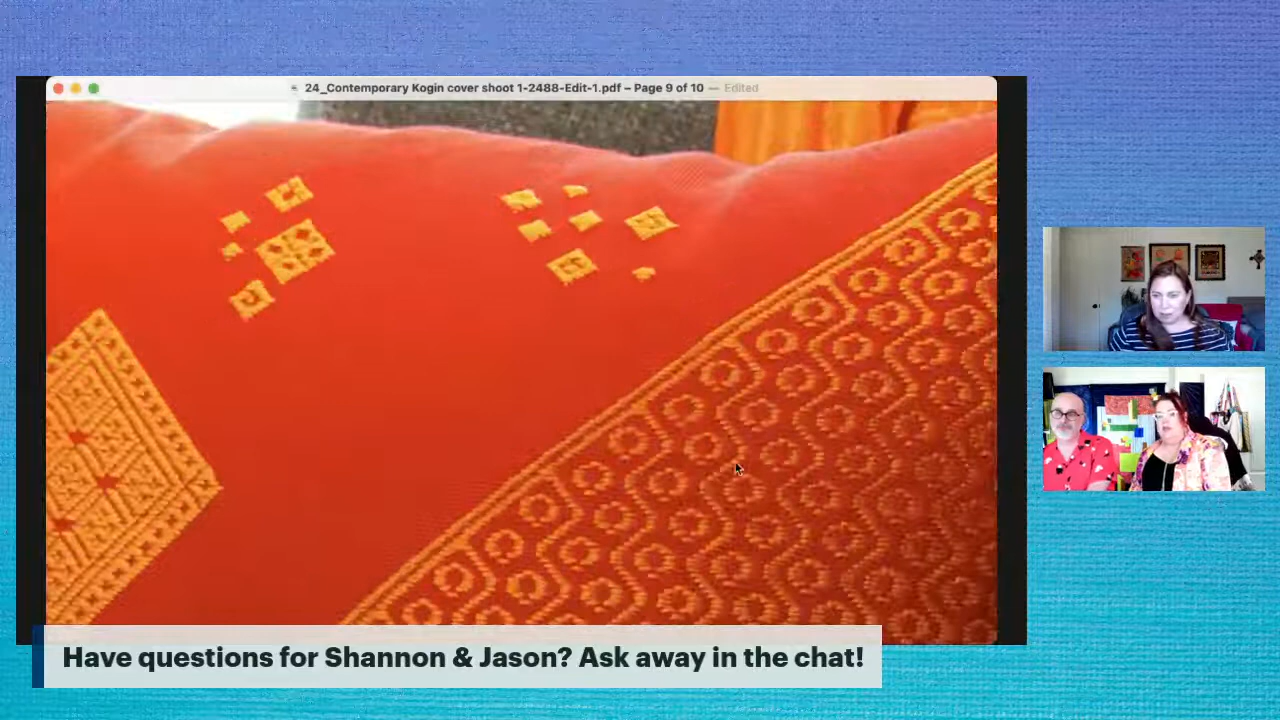 24_Contemporary Kogin cover shoot 1-2488-Edit-1.pdf – Page 9 of 10 — Edited
Have questions for Shannon & Jason? Ask away in the chat!